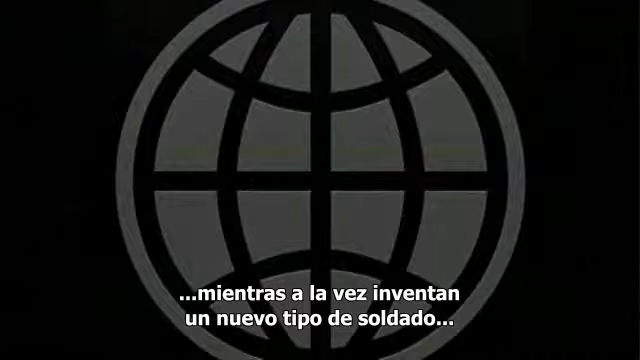 ...mientras a la vez inventan
un nuevo tipo de soldado...